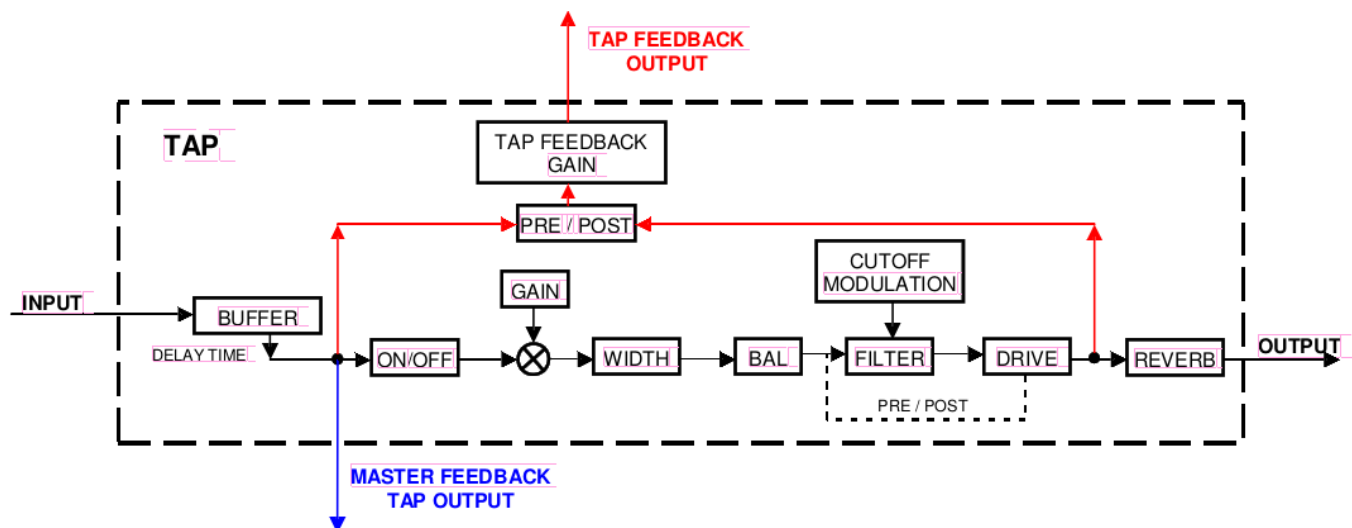 TAP FEEDBACK
OUTPUT
TAP
TAP FEEDBACK
GAIN
PRE / POST
CUTOFF
MODULATION
GAIN
INPUT
BUFFER
DELAY TIME
ON/OFF
WIDTH
BAL
FILTER
DRIVE
REVERB
OUTPUT
PRE / POST
MASTER FEEDBACK
TAP OUTPUT